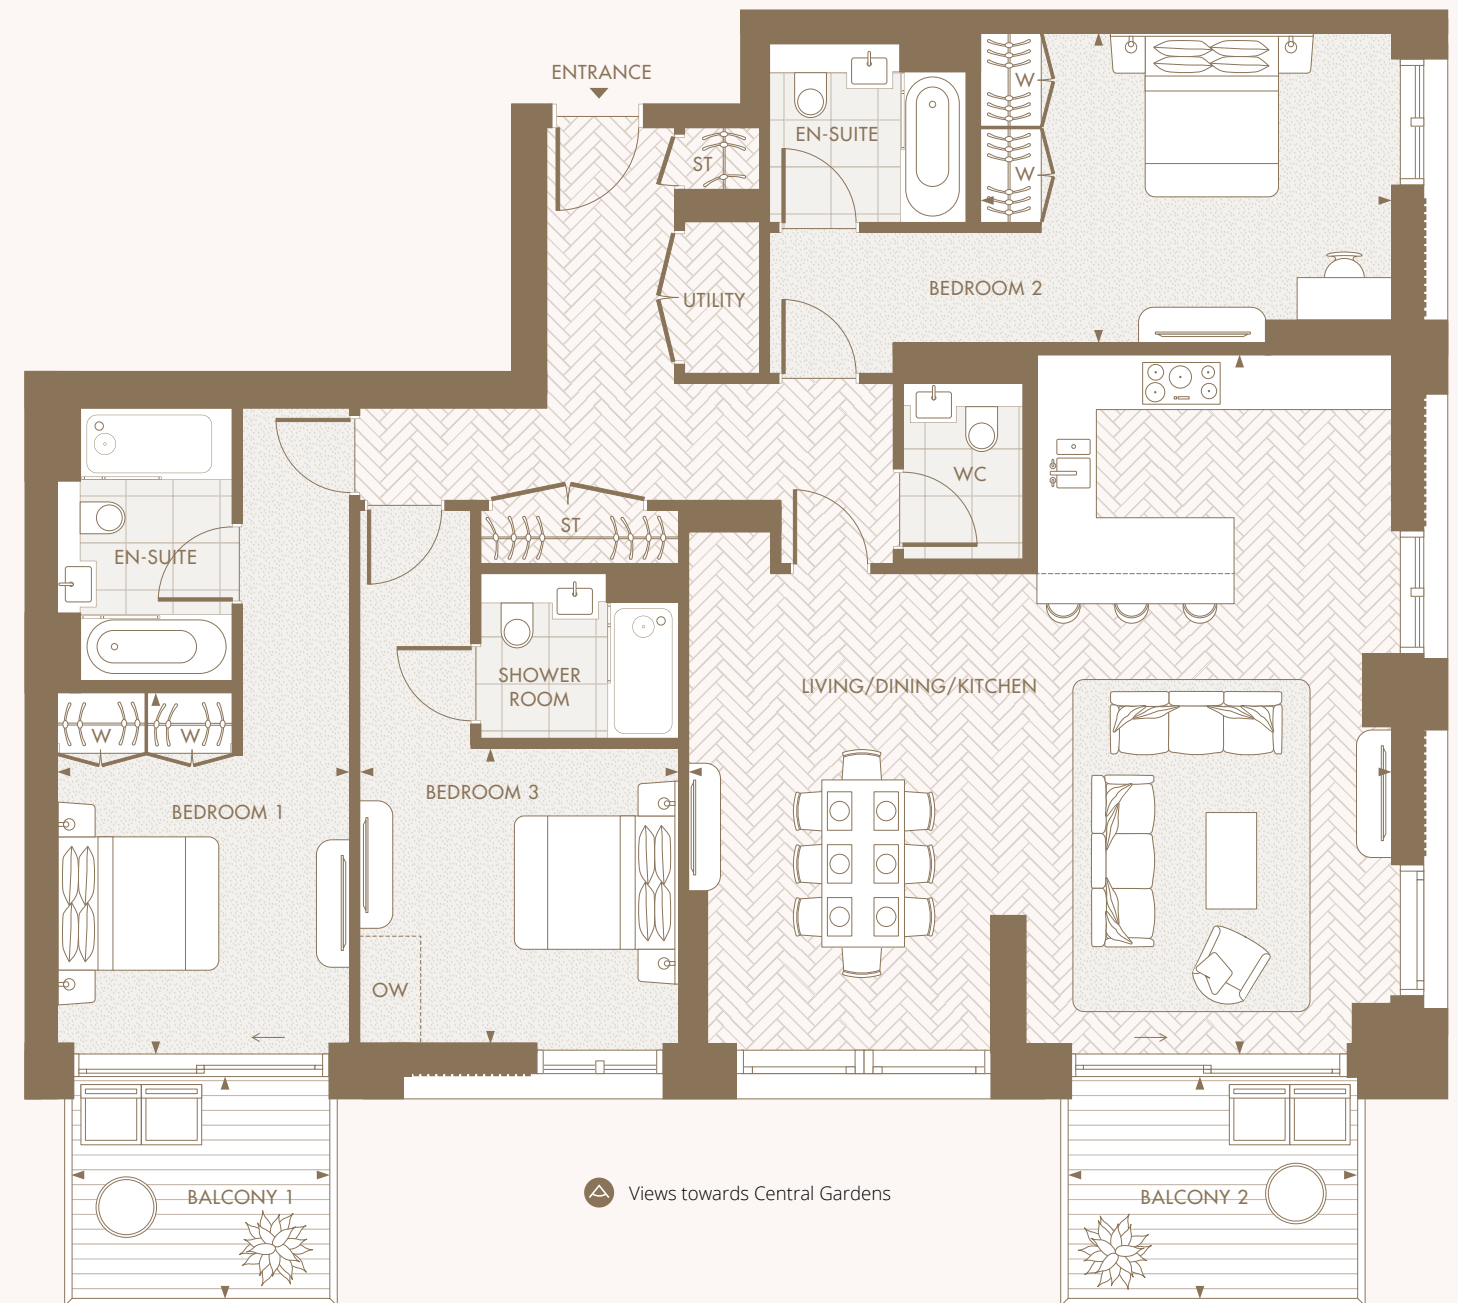 ENTRANCE
EN-SUITE
ST
W
W
UTILITY
BEDROOM 2
WC
ST
EN-SUITE
SHOWER
ROOM
LIVING/DINING/KITCHEN
W
W
BEDROOM 1
BEDROOM 3
OW
BALCONY 1
Views towards Central Gardens
BALCONY 2